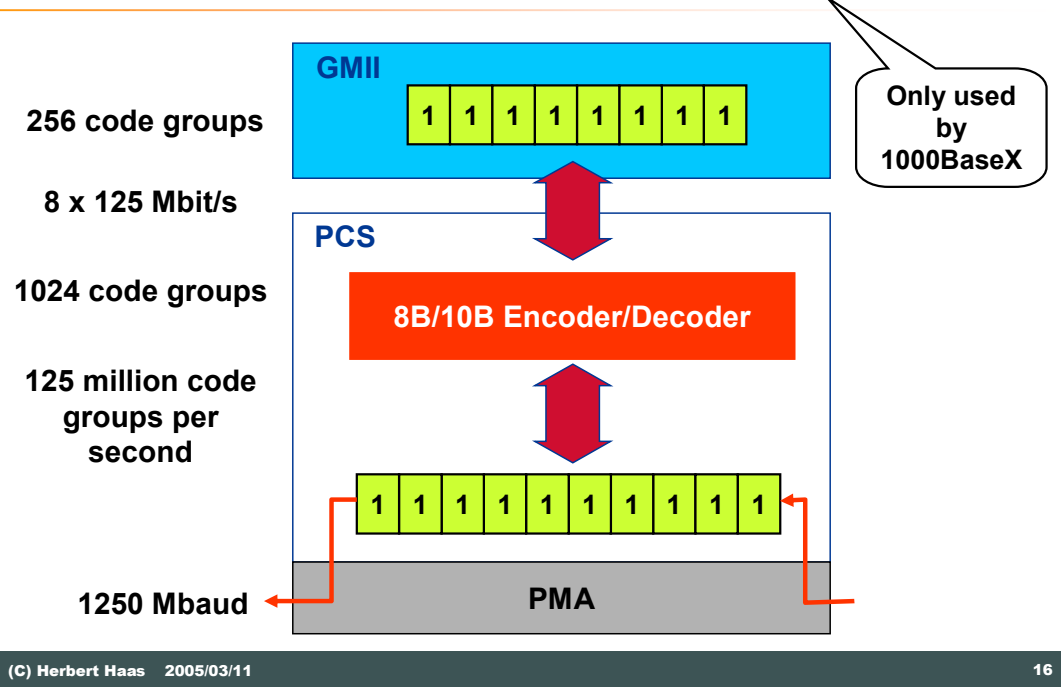 GMII
1 1 1 1 1 1 1 1
Only used
by
1000BaseX
256 code groups
8 x 125 Mbit/s
PCS
1024 code groups
8B/10B Encoder/Decoder
125 million code
groups per
second
1 1 1 1 1 1 1 1 1 1
1250 Mbaud
PMA
(C) Herbert Haas 2005/03/11
16